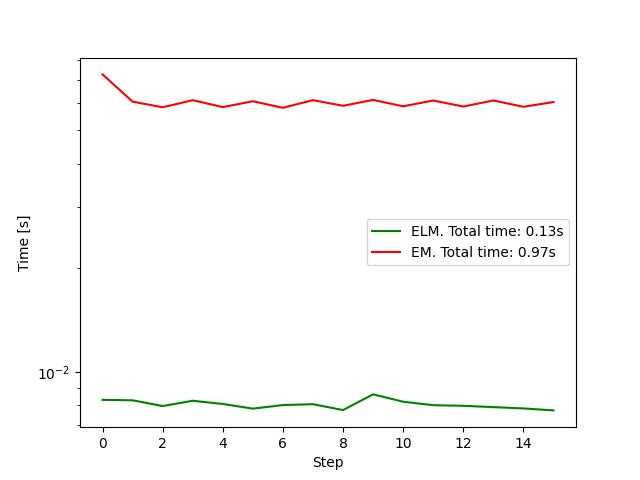 Time [s]
10⁻²
ELM. Total time: 0.13s
EM. Total time: 0.97s
0 2 4 6 8 10 12 14
Step